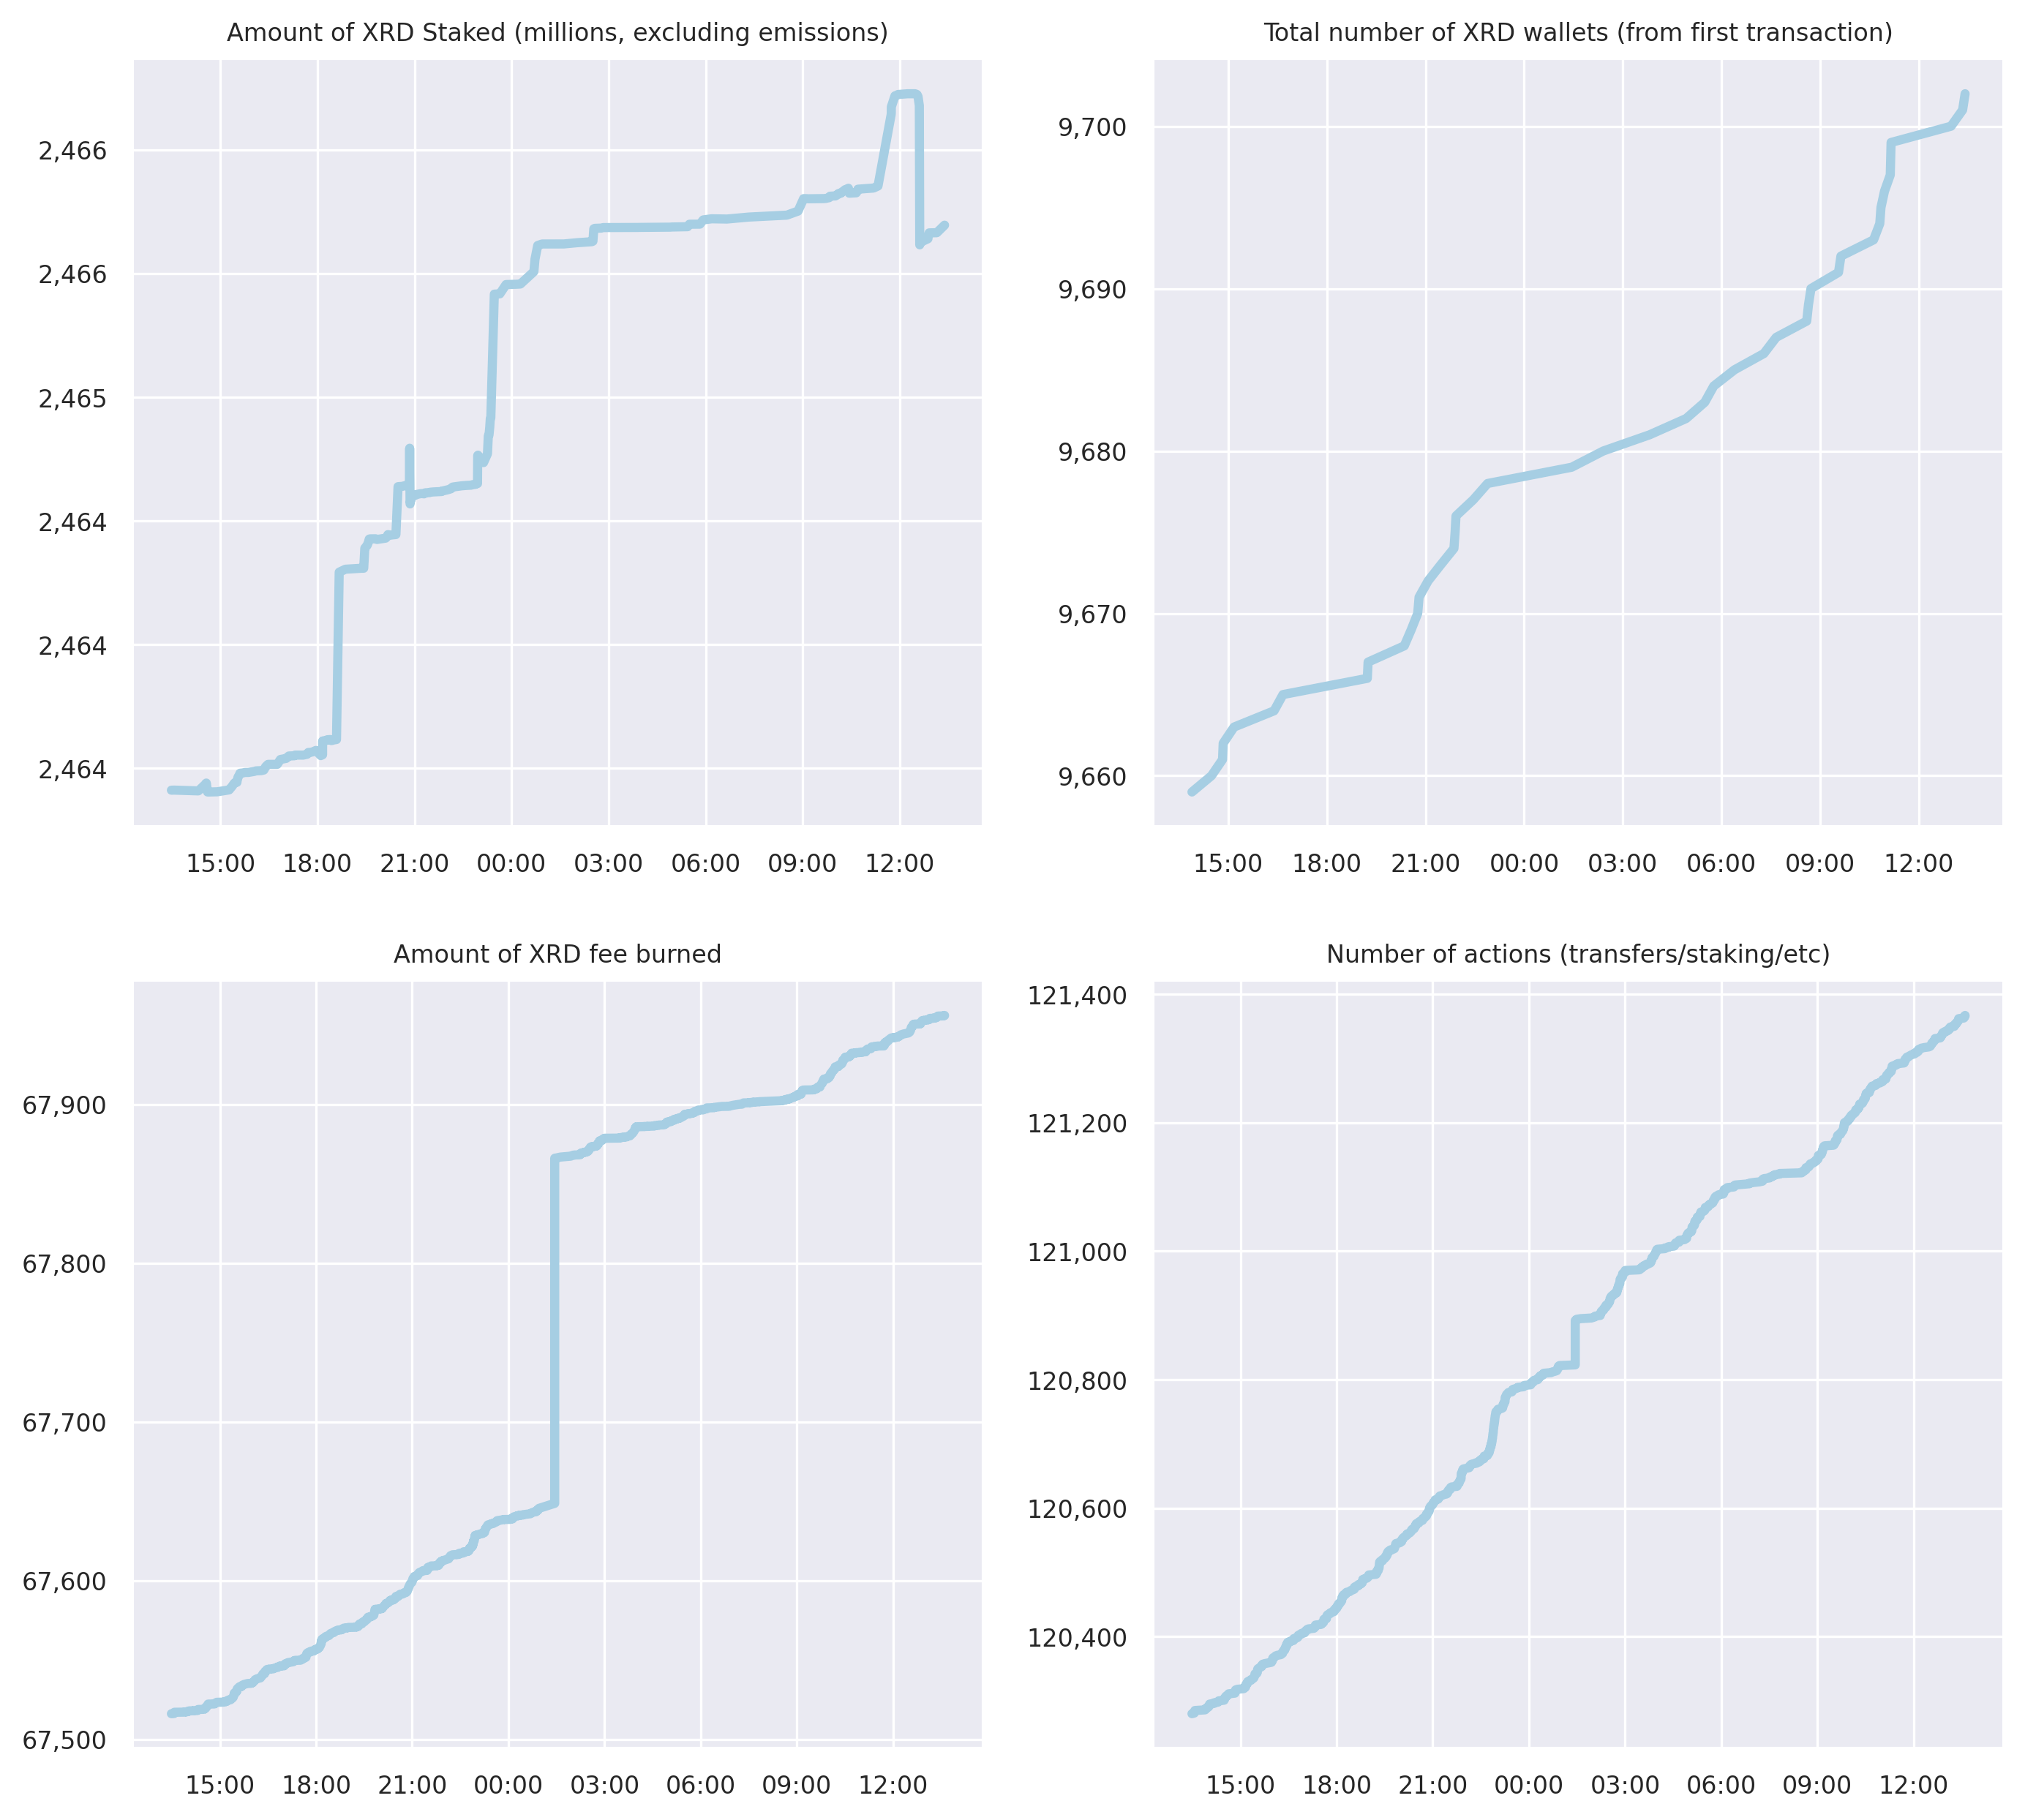 Amount of XRD Staked (millions, excluding emissions)
2,466
2,466
2,465
2,464
2,464
2,464
15:00 18:00 21:00 00:00 03:00 06:00 09:00 12:00
Total number of XRD wallets (from first transaction)
9,700
9,690
9,680
9,670
9,660
15:00 18:00 21:00 00:00 03:00 06:00 09:00 12:00
Amount of XRD fee burned
67,900
67,800
67,700
67,600
67,500
15:00 18:00 21:00 00:00 03:00 06:00 09:00 12:00
Number of actions (transfers/staking/etc)
121,400
121,200
121,000
120,800
120,600
120,400
15:00 18:00 21:00 00:00 03:00 06:00 09:00 12:00